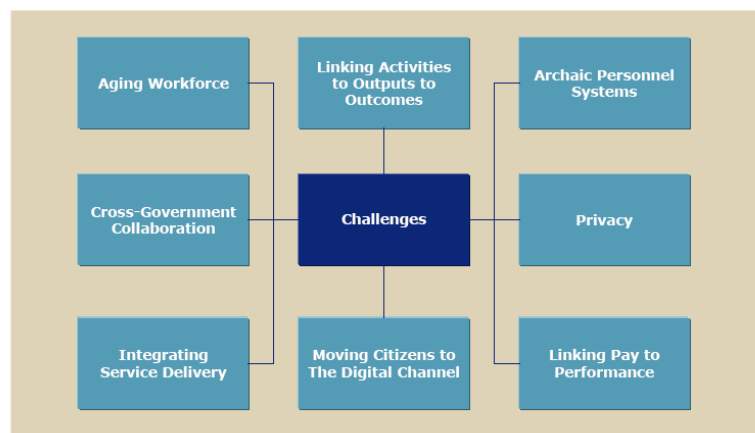 Aging Workforce
Linking Activities
to Outputs to
Outcomes
Archaic Personnel
Systems
Cross-Government
Collaboration
Challenges
Privacy
Integrating
Service Delivery
Moving Citizens to
The Digital Channel
Linking Pay to
Performance